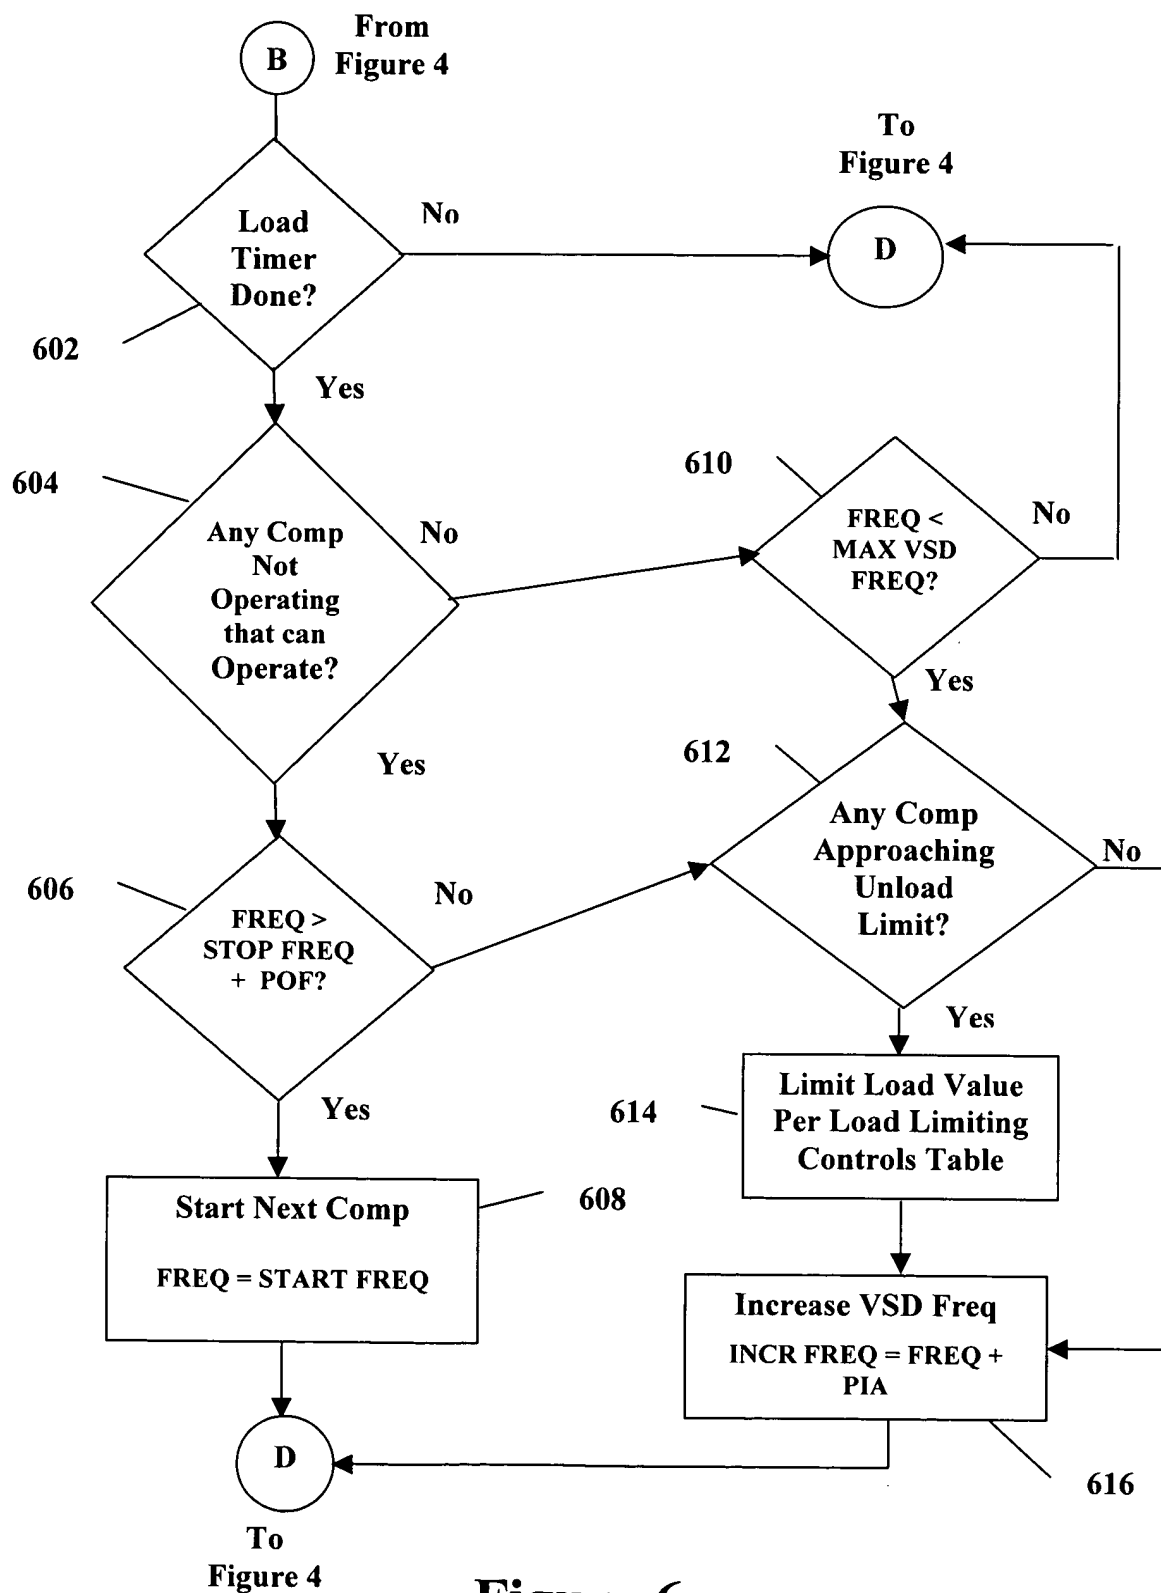 From
Figure 4
B
To
Figure 4
D
Load
Timer
Done?
No
602
Yes
604
Any Comp
Not
Operating
that can
Operate?
No
610
FREQ <
MAX VSD
FREQ?
No
Yes
Yes
612
Any Comp
Approaching
Unload
Limit?
No
606
FREQ >
STOP FREQ
+ POF?
No
Yes
Yes
614
Limit Load Value
Per Load Limiting
Controls Table
Start Next Comp
FREQ = START FREQ
608
Increase VSD Freq
INCR FREQ = FREQ +
PIA
616
D
To
Figure 4
Figure 6